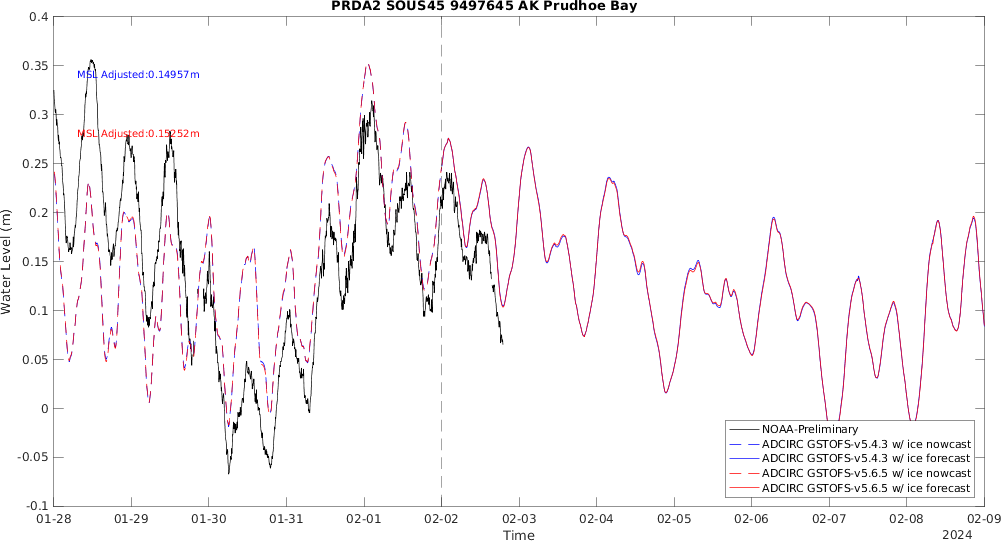 PRDA2 SOUS45 9497645 AK Prudhoe Bay
0.4
0.35
0.3
0.25
0.2
0.15
0.1
0.05
0
-0.05
-0.1
Water Level (m)
MSL Adjusted:0.14957m
MSL Adjusted:0.15252m
NOAA-Preliminary
ADCIRC GSTOFS-v5.4.3 w/ ice nowcast
ADCIRC GSTOFS-v5.4.3 w/ ice forecast
ADCIRC GSTOFS-v5.6.5 w/ ice nowcast
ADCIRC GSTOFS-v5.6.5 w/ ice forecast
01-28 01-29 01-30 01-31 02-01 02-02 02-03 02-04 02-05 02-06 02-07 02-08 02-09
Time
2024